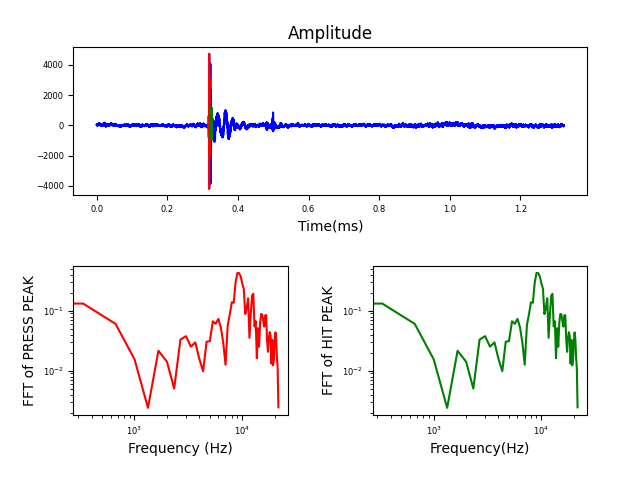 Amplitude
4000
2000
0
−2000
−4000
0.0 0.2 0.4 0.6 0.8 1.0 1.2
Time(ms)
FFT of PRESS PEAK
10⁻¹
10⁻²
10³ 10⁴
Frequency (Hz)
FFT of HIT PEAK
10⁻¹
10⁻²
10³ 10⁴
Frequency(Hz)